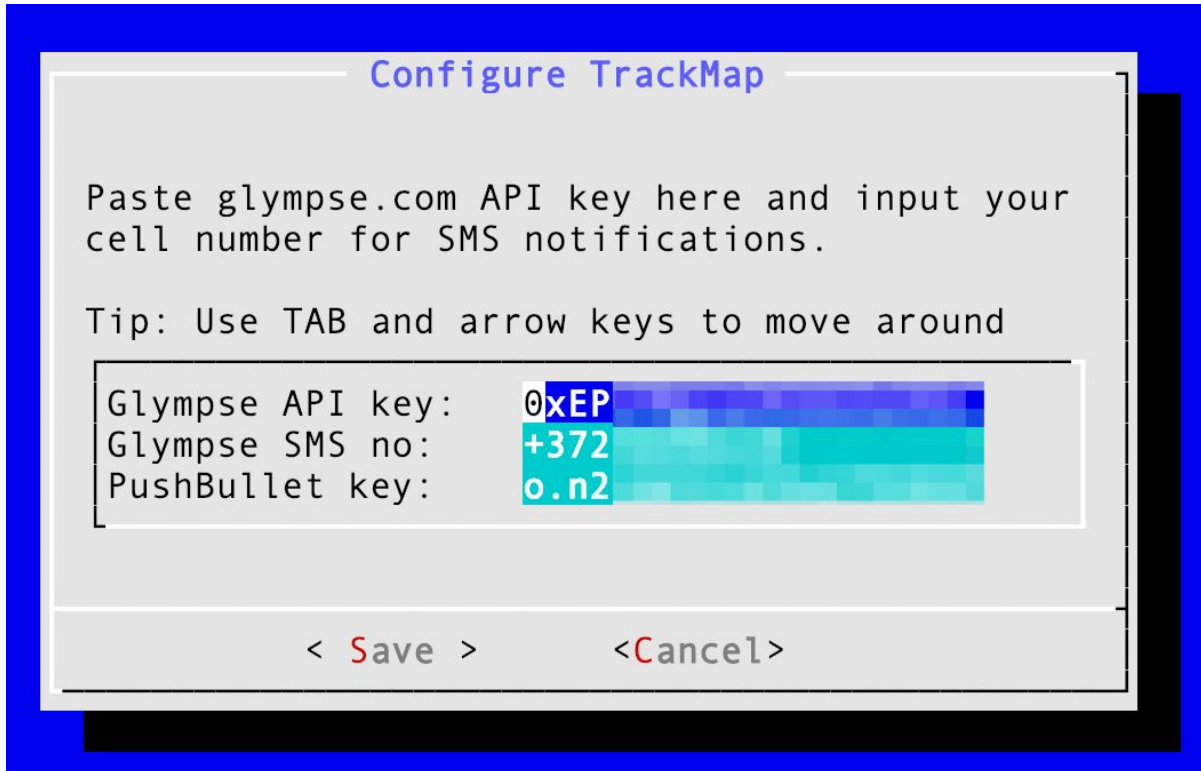 Configure TrackMap
Paste glympse.com API key here and input your
cell number for SMS notifications.
Tip: Use TAB and arrow keys to move around
Glympse API key: 0xEP
Glympse SMS no: +372
PushBullet key: o.n2
< Save > <Cancel>